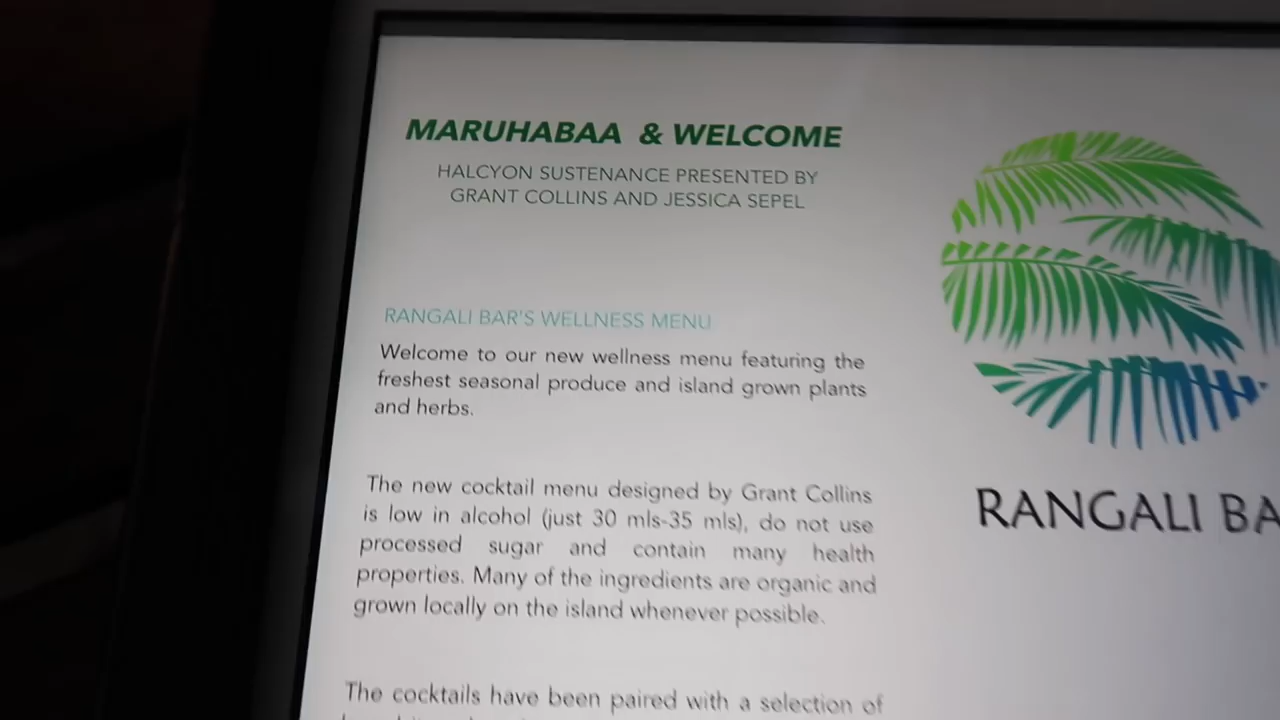 MARUHABAA & WELCOME
HALCYON SUSTENANCE PRESENTED BY
GRANT COLLINS AND JESSICA SEPEL
RANGALI BAR'S WELLNESS MENU
Welcome to our new wellness menu featuring the
freshest seasonal produce and island grown plants
and herbs.
The new cocktail menu designed by Grant Collins
is low in alcohol (just 30 mls-35 mls), do not use
processed sugar and contain many health
properties. Many of the ingredients are organic and
grown locally on the island whenever possible.
The cocktails have been paired with a selection of
RANGALI BA